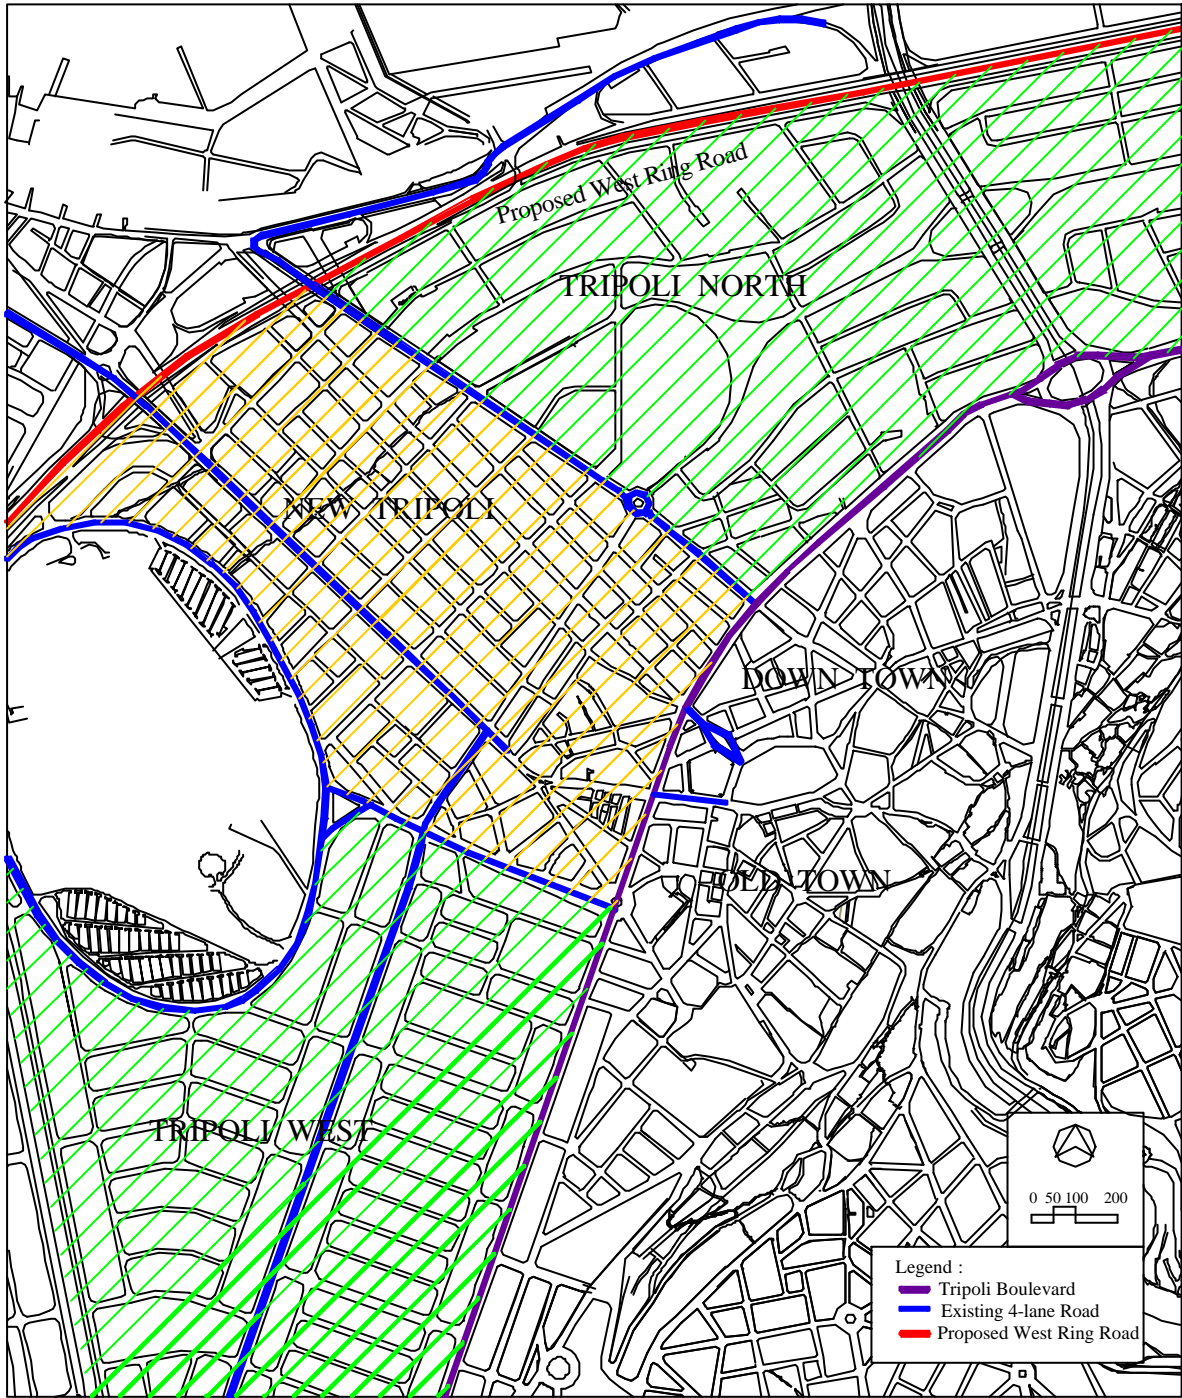 Proposed West Ring Road
TRIPOLI NORTH
NEW TRIPOLI
DOWN TOWN
OLD TOWN
TRIPOLI WEST
0 50 100 200
Legend :
Tripoli Boulevard
Existing 4-lane Road
Proposed West Ring Road